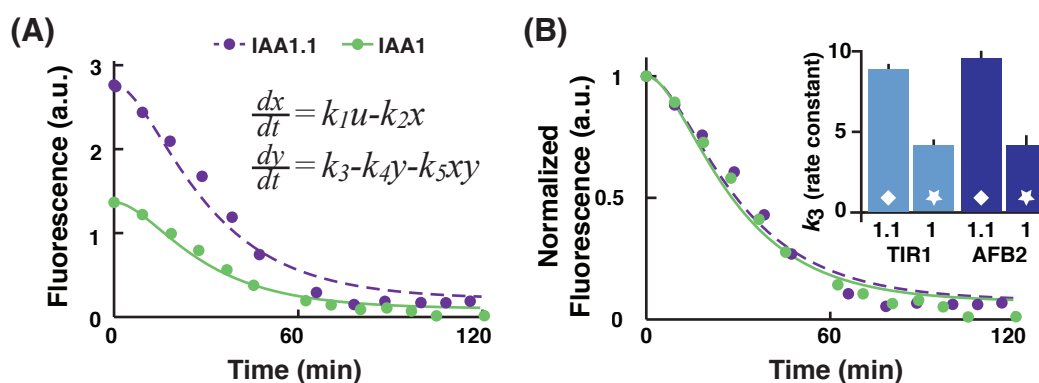 (A)
IAA1.1 IAA1
Fluorescence (a.u.)
3
2
1
0
dx/dt = k1u-k2x
dy/dt = k3-k4y-k5xy
0 60 120
Time (min)
(B)
Normalized
Fluorescence (a.u.)
1
0.5
0
0 60 120
Time (min)
k3 (rate constant)
10
5
0
1.1 1 1.1 1
TIR1 AFB2